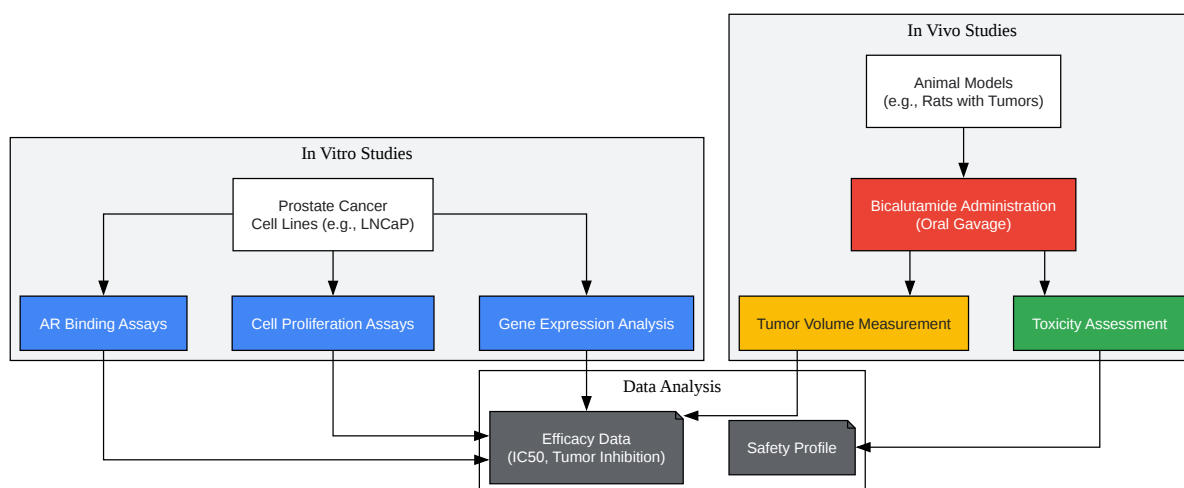 In Vivo Studies
Animal Models
(e.g., Rats with Tumors)
In Vitro Studies
Prostate Cancer
Cell Lines (e.g., LNCaP)
Bicalutamide Administration
(Oral Gavage)
AR Binding Assays
Cell Proliferation Assays
Gene Expression Analysis
Tumor Volume Measurement
Toxicity Assessment
Data Analysis
Efficacy Data
(IC50, Tumor Inhibition)
Safety Profile